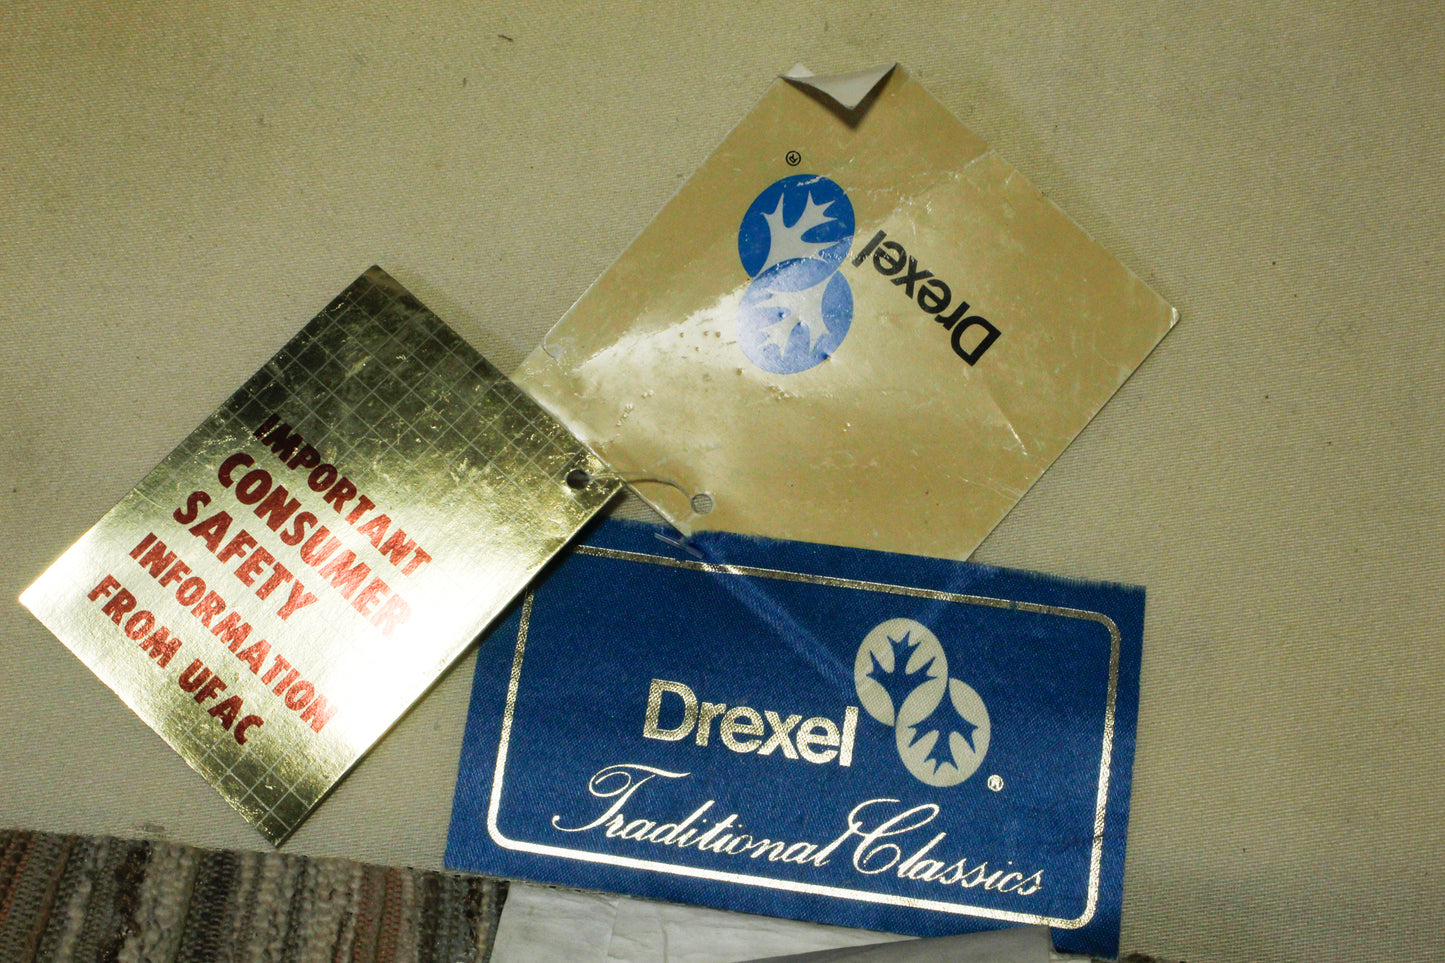 ®
Drexel
IMPORTANT
CONSUMER
SAFETY
INFORMATION
FROM UFAC
Drexel
®
Traditional Classics